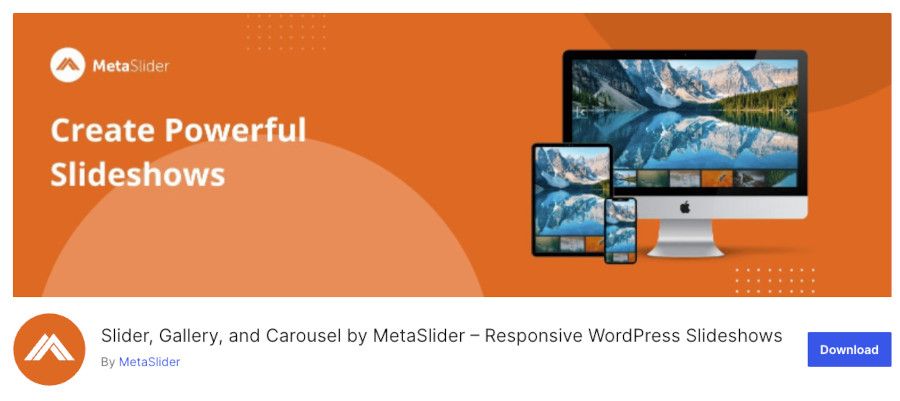 MetaSlider
Create Powerful
Slideshows
Slider, Gallery, and Carousel by MetaSlider – Responsive WordPress Slideshows
By MetaSlider
Download